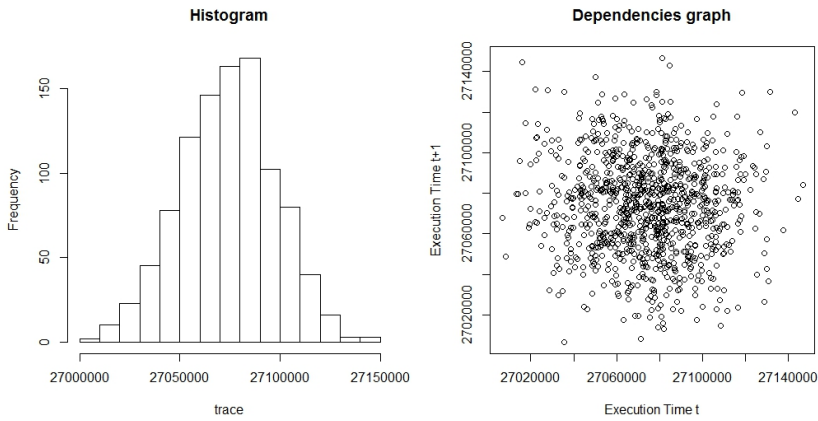 Histogram
Frequency
150
100
50
0
27000000 27050000 27100000 27150000
trace
Dependencies graph
Execution Time t+1
27140000
27100000
27060000
27020000
27020000 27060000 27100000 27140000
Execution Time t